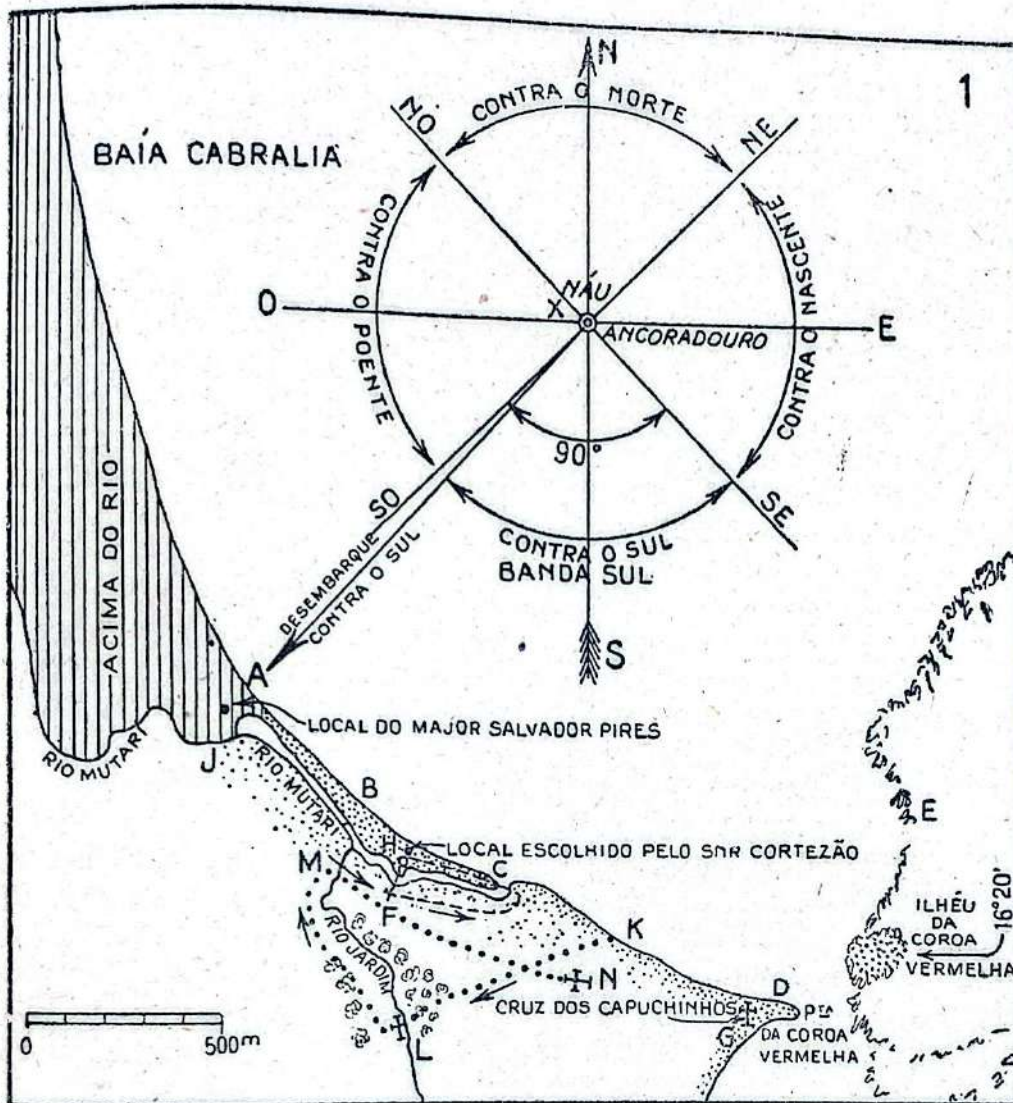 1
N
CONTRA O NORTE
NO
NE
BAÍA CABRALIA
CONTRA O POENTE
CONTRA O NASCENTE
NÁU
X
O
E
ANCORADOURO
90°
SO
SE
DESEMBARQUE
CONTRA O SUL
CONTRA O SUL
BANDA SUL
S
ACIMA DO RIO
A
LOCAL DO MAJOR SALVADOR PIRES
RIO MUTARI
J
RIO MUTARI
B
E
H
LOCAL ESCOLHIDO PELO SNR CORTEZÃO
C
M
F
K
16°20'
ILHÉU
DA
COROA
VERMELHA
RIO JARDIM
N
D
CRUZ DOS CAPUCHINHOS
PTA
DA COROA
VERMELHA
G
L
0
500m